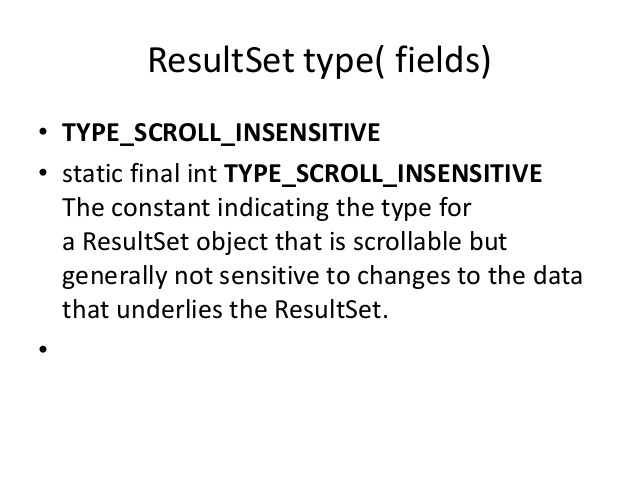 ResultSet type( fields)
• TYPE_SCROLL_INSENSITIVE
• static final int TYPE_SCROLL_INSENSITIVE
The constant indicating the type for
a ResultSet object that is scrollable but
generally not sensitive to changes to the data
that underlies the ResultSet.
•